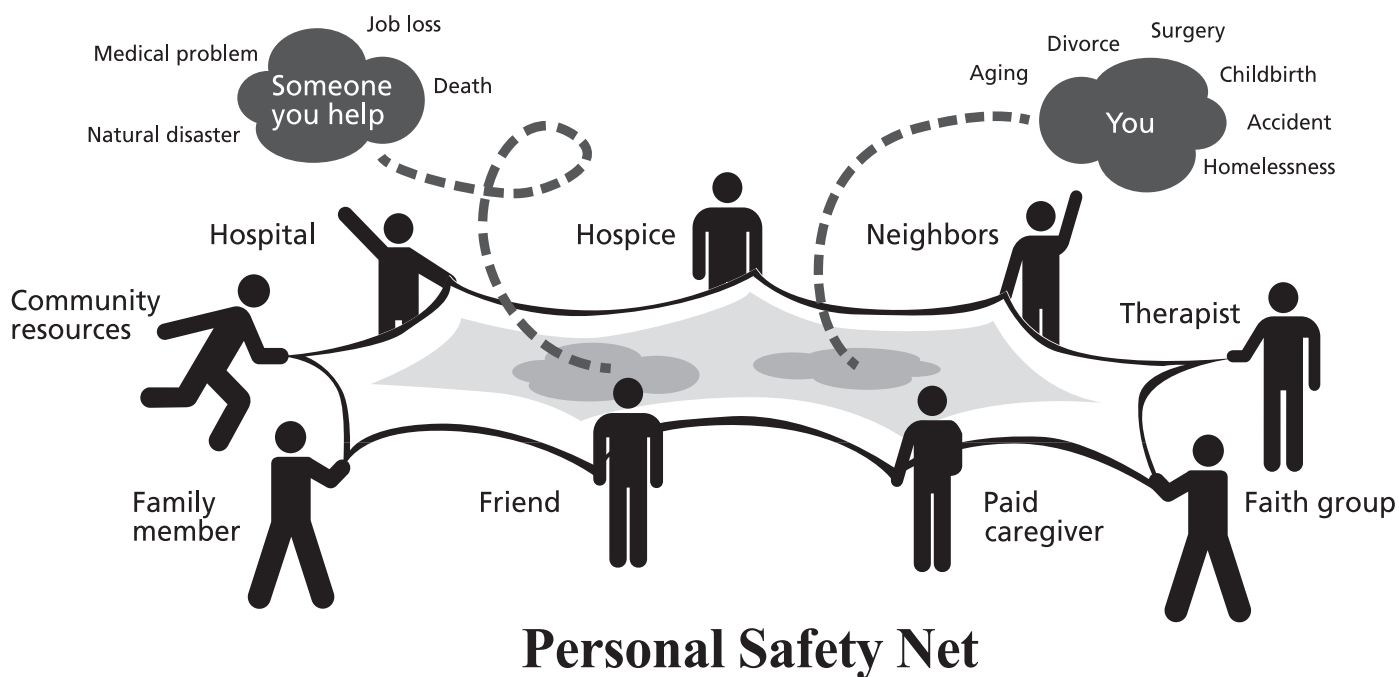 Job loss
Medical problem
Someone
you help
Death
Natural disaster
Surgery
Divorce
Aging
Childbirth
You
Accident
Homelessness
Hospital
Hospice
Neighbors
Community
resources
Therapist
Family
member
Friend
Paid
caregiver
Faith group
Personal Safety Net